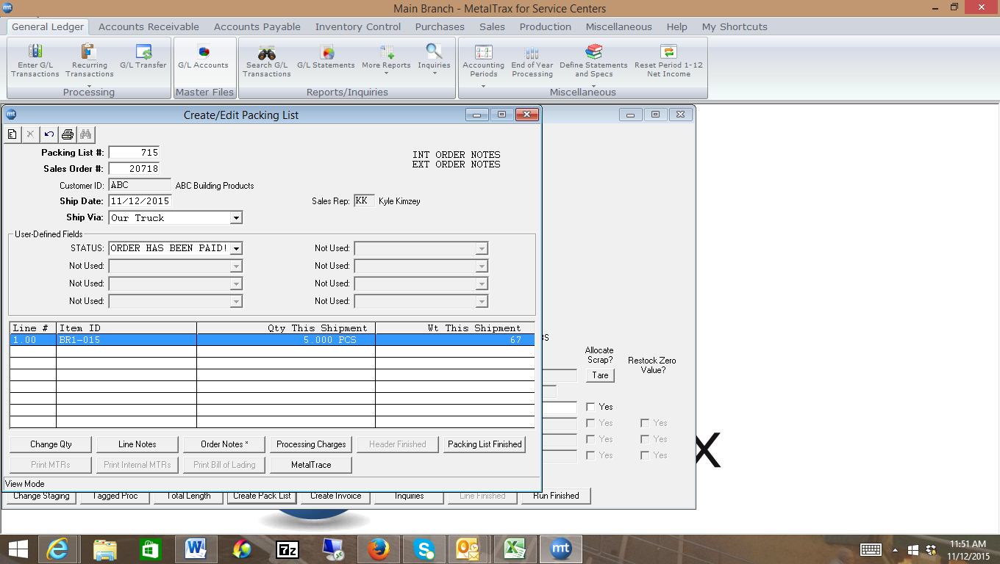 Main Branch - MetalTrax for Service Centers
General Ledger Accounts Receivable Accounts Payable Inventory Control Purchases Sales Production Miscellaneous Help My Shortcuts
Enter G/L Transactions
Recurring Transactions
G/L Transfer
G/L Accounts
Search G/L Transactions
G/L Statements
More Reports
Inquiries
Accounting Periods
End of Year Processing
Define Statements and Specs
Reset Period 1-12 Net Income
Processing Master Files Reports/Inquiries Miscellaneous
mt Create/Edit Packing List
Packing List #: 715
INT ORDER NOTES
EXT ORDER NOTES
Sales Order #: 20718
Customer ID: ABC ABC Building Products
Ship Date: 11/12/2015 Sales Rep: KK Kyle Kimzey
Ship Via: Our Truck
User-Defined Fields
STATUS: ORDER HAS BEEN PAID! Not Used:
Not Used: Not Used:
Not Used: Not Used:
Not Used: Not Used:
Line # Item ID Qty This Shipment Wt This Shipment
1.00 BR1-015 5.000 PCS 67
BS
Allocate Scrap?
Restock Zero Value?
Tare
Yes
Yes Yes
Yes Yes
Yes Yes
Change Qty Line Notes Order Notes * Processing Charges Header Finished Packing List Finished
Print MTRs Print Internal MTRs Print Bill of Lading MetalTrace
View Mode
Change Staging Tagged Proc Total Length Create Pack List Create Invoice Inquiries Line Finished Run Finished
X
7z
mt
11:51 AM
11/12/2015